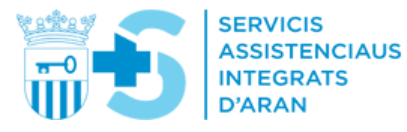 SERVICIS
ASSISTENCIAUS
INTEGRATS
D'ARAN